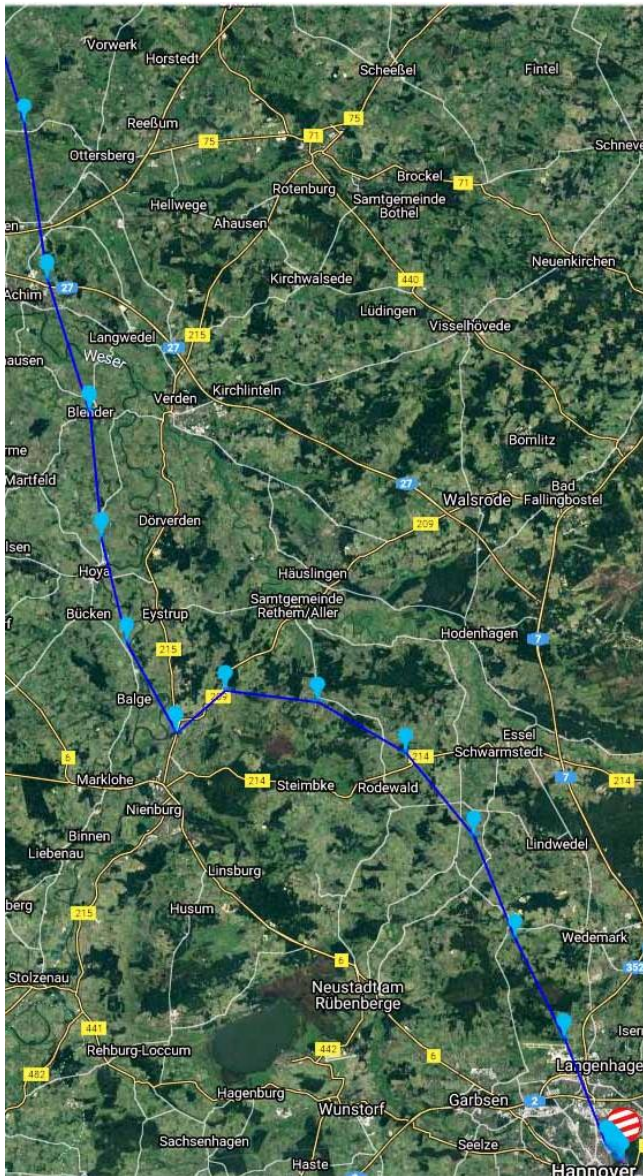 Vorwerk
Horstedt
Scheeßel
Fintel
Reeßum
75
75
71
Ottersberg
Schneve
Brockel
71
Rotenburg
Samtgemeinde
Bothel
Hellwege
Ahausen
Neuenkirchen
Kirchwalsede
440
Achim
27
Lüdingen
Visselhövede
215
Langwedel
27
Weser
hausen
Kirchlinteln
Verden
Blender
Bomlitz
Martfeld
27
Walsrode
Bad
Fallingbostel
Dörverden
209
Häuslingen
Hoya
Samtgemeinde
Rethem/Aller
Bücken
Eystrup
Hodenhagen
7
215
Balge
Essel
Schwarmstedt
6
214
Marklohe
214
Steimbke
Rodewald
7
214
Nienburg
Binnen
Liebenau
Lindwedel
Linsburg
berg
215
Husum
Wedemark
6
352
Stolzenau
Neustadt am
Rübenberge
441
Rehburg-Loccum
442
6
Langenhage
482
Hagenburg
Wunstorf
Garbsen
2
Sachsenhagen
Seelze
Haste
Hannover